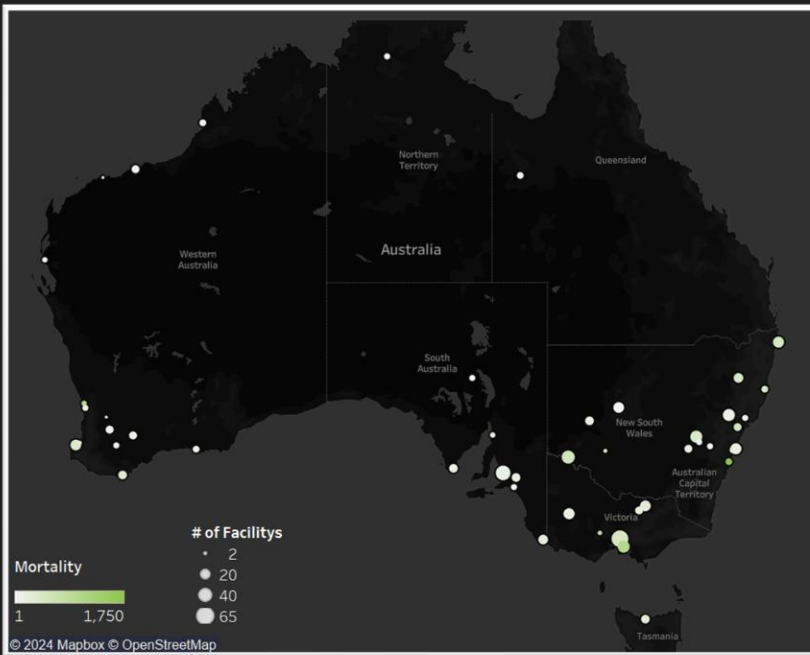 Northern
Territory
Queensland
Western
Australia
Australia
South
Australia
New South
Wales
Australian
Capital
Territory
Victoria
Tasmania
# of Facilitys
2
20
40
65
Mortality
1
1,750
© 2024 Mapbox © OpenStreetMap